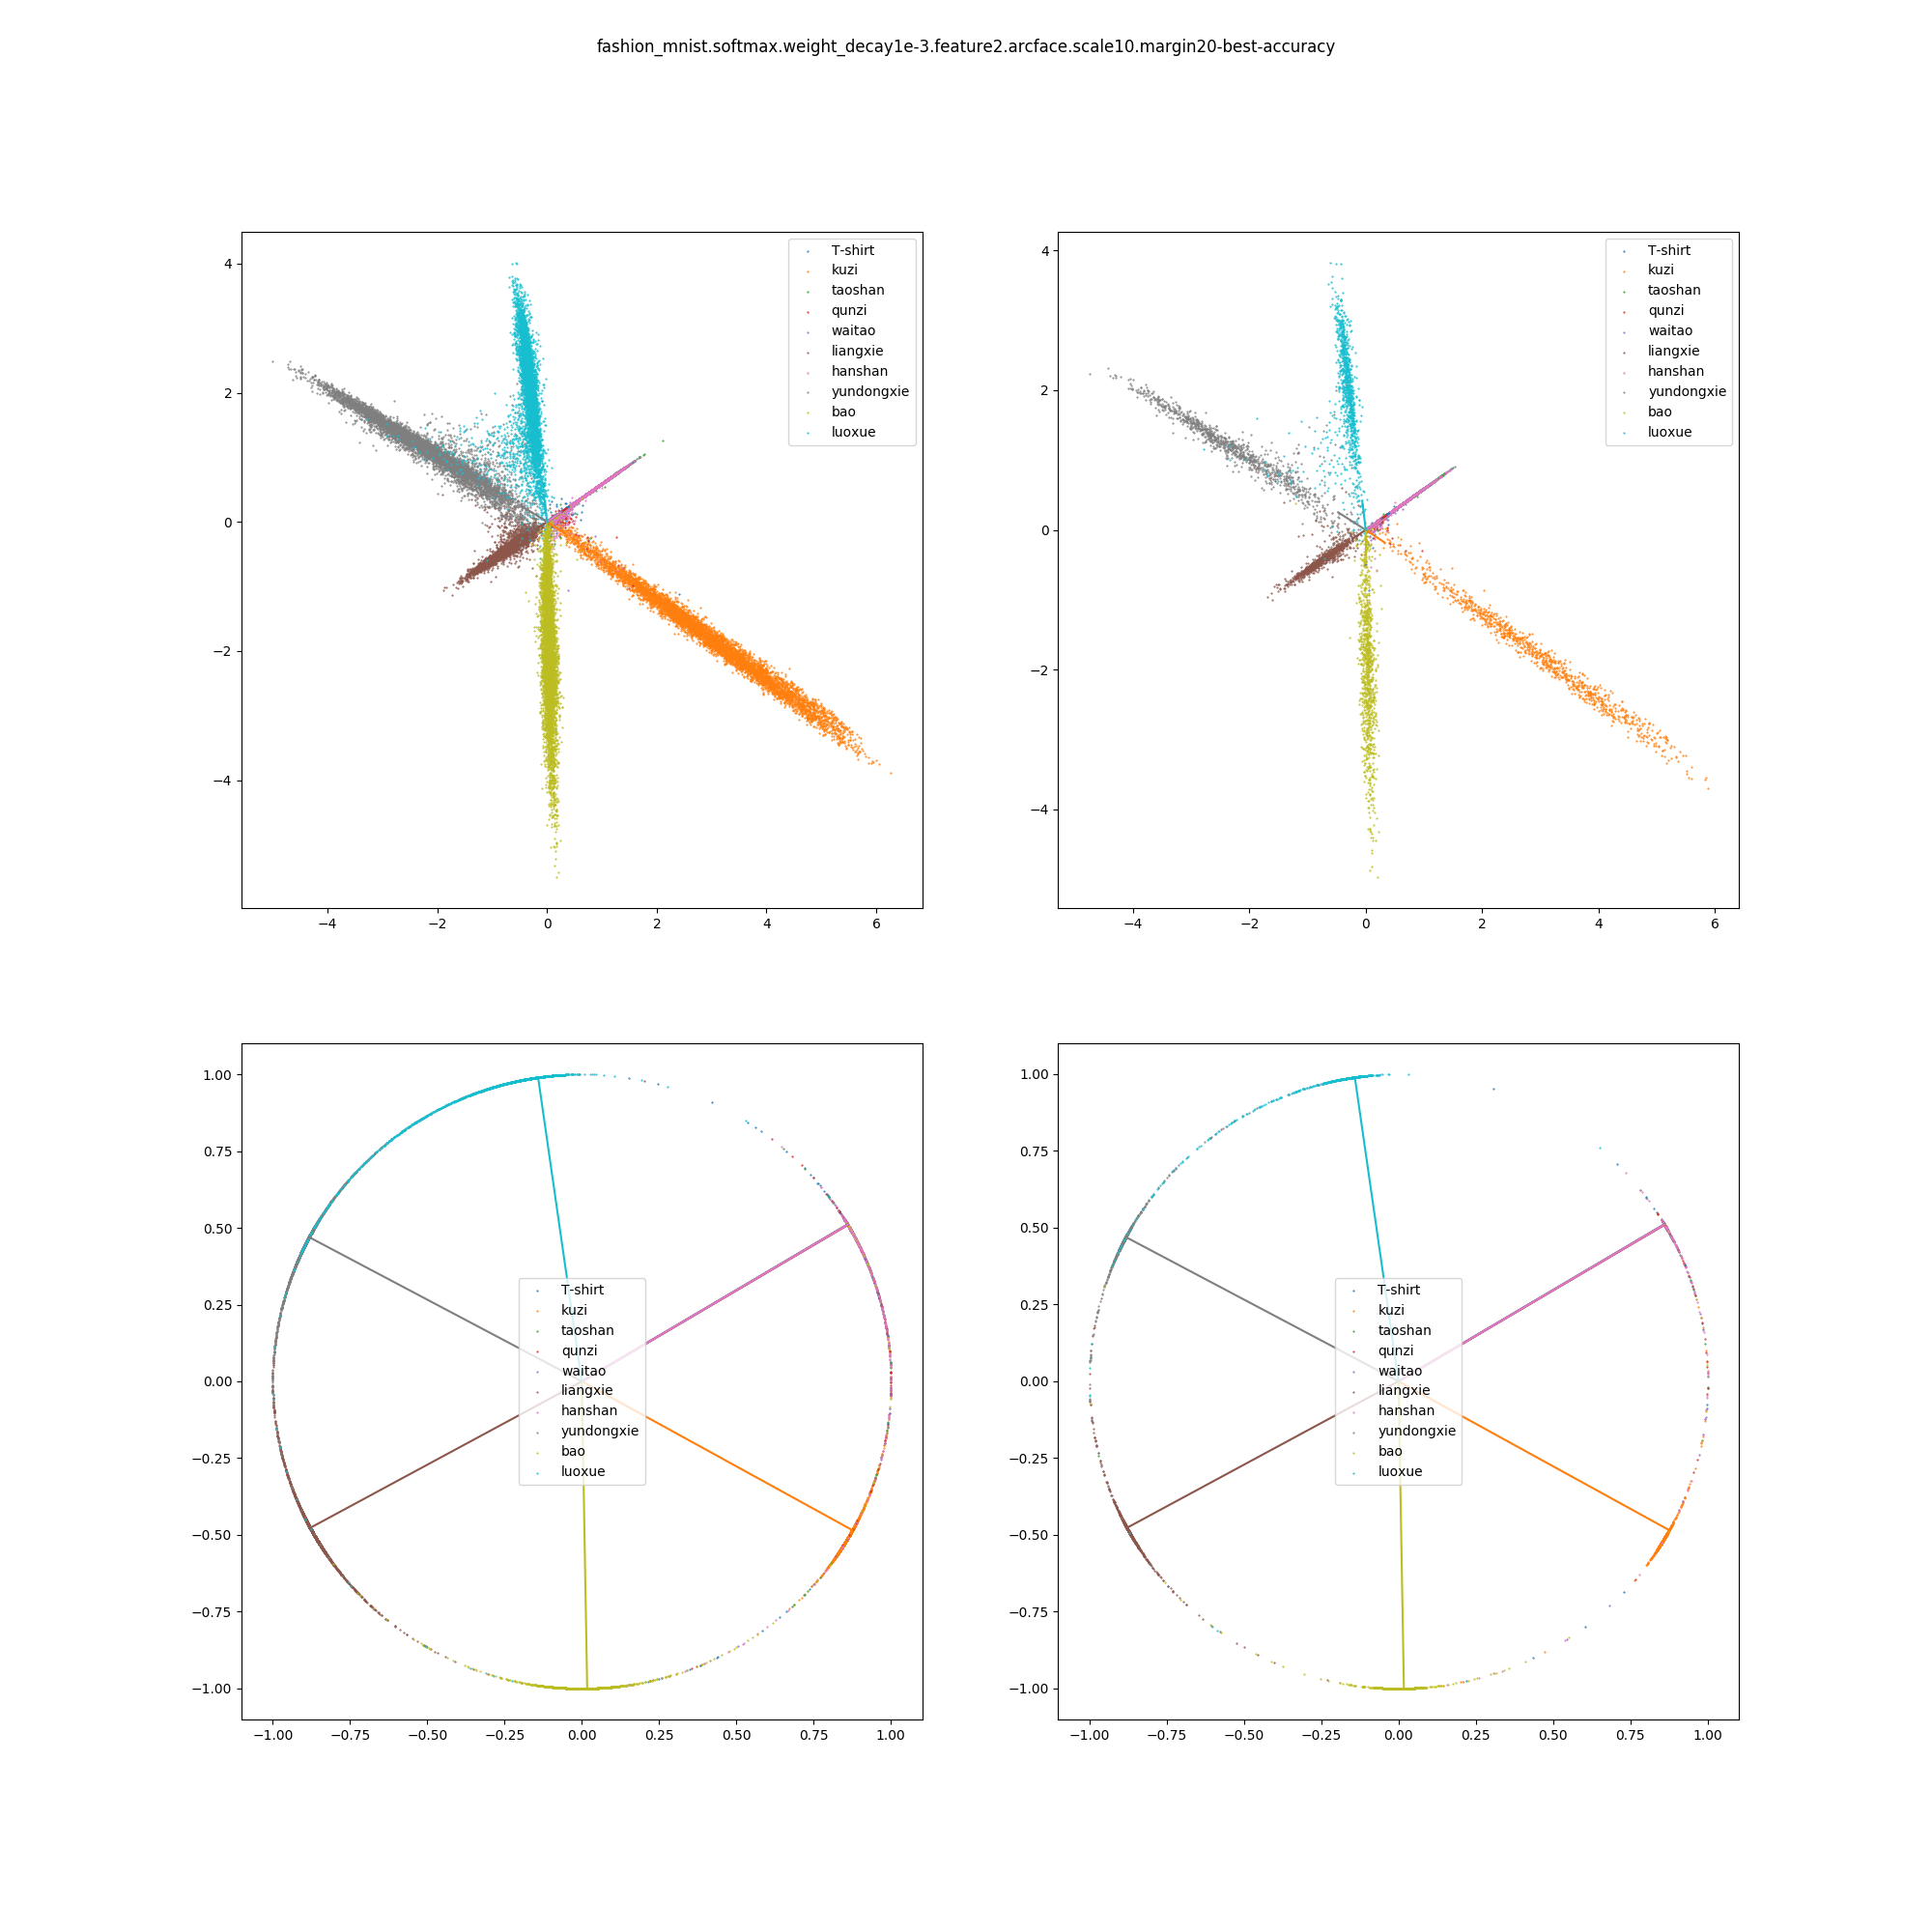 fashion_mnist.softmax.weight_decay1e-3.feature2.arcface.scale10.margin20-best-accuracy
T-shirt
kuzi
taoshan
qunzi
waitao
liangxie
hanshan
yundongxie
bao
luoxue
4
2
0
−2
−4
−4
−2
0
2
4
6
T-shirt
kuzi
taoshan
qunzi
waitao
liangxie
hanshan
yundongxie
bao
luoxue
4
2
0
−2
−4
−4
−2
0
2
4
6
1.00
0.75
0.50
0.25
0.00
−0.25
−0.50
−0.75
−1.00
T-shirt
kuzi
taoshan
qunzi
waitao
liangxie
hanshan
yundongxie
bao
luoxue
−1.00
−0.75
−0.50
−0.25
0.00
0.25
0.50
0.75
1.00
1.00
0.75
0.50
0.25
0.00
−0.25
−0.50
−0.75
−1.00
T-shirt
kuzi
taoshan
qunzi
waitao
liangxie
hanshan
yundongxie
bao
luoxue
−1.00
−0.75
−0.50
−0.25
0.00
0.25
0.50
0.75
1.00